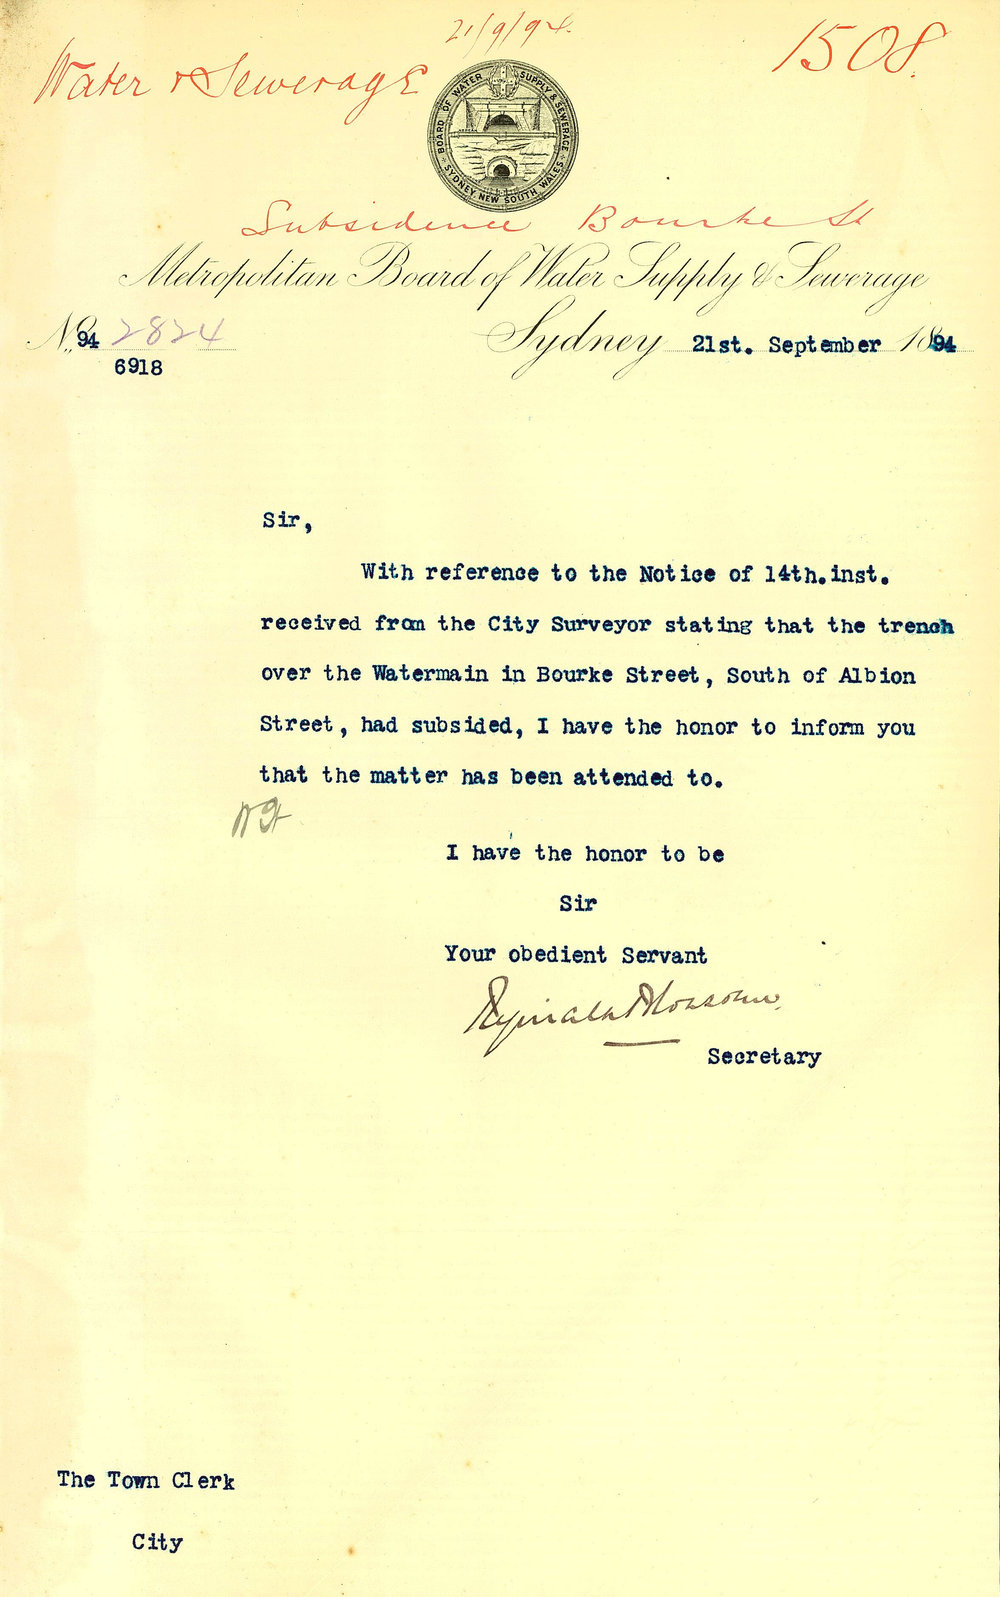 21/9/94.
1508.
Water & Sewerage
BOARD OF WATER SUPPLY & SEWERAGE
SYDNEY NEW SOUTH WALES
Subsidence Bourke St
Metropolitan Board of Water Supply & Sewerage
No. 94 2824
6918
Sydney 21st. September 1894
Sir,
With reference to the Notice of 14th.inst.
received from the City Surveyor stating that the trench
over the Watermain in Bourke Street, South of Albion
Street, had subsided, I have the honor to inform you
that the matter has been attended to.
I have the honor to be
Sir
Your obedient Servant
Secretary
The Town Clerk
City